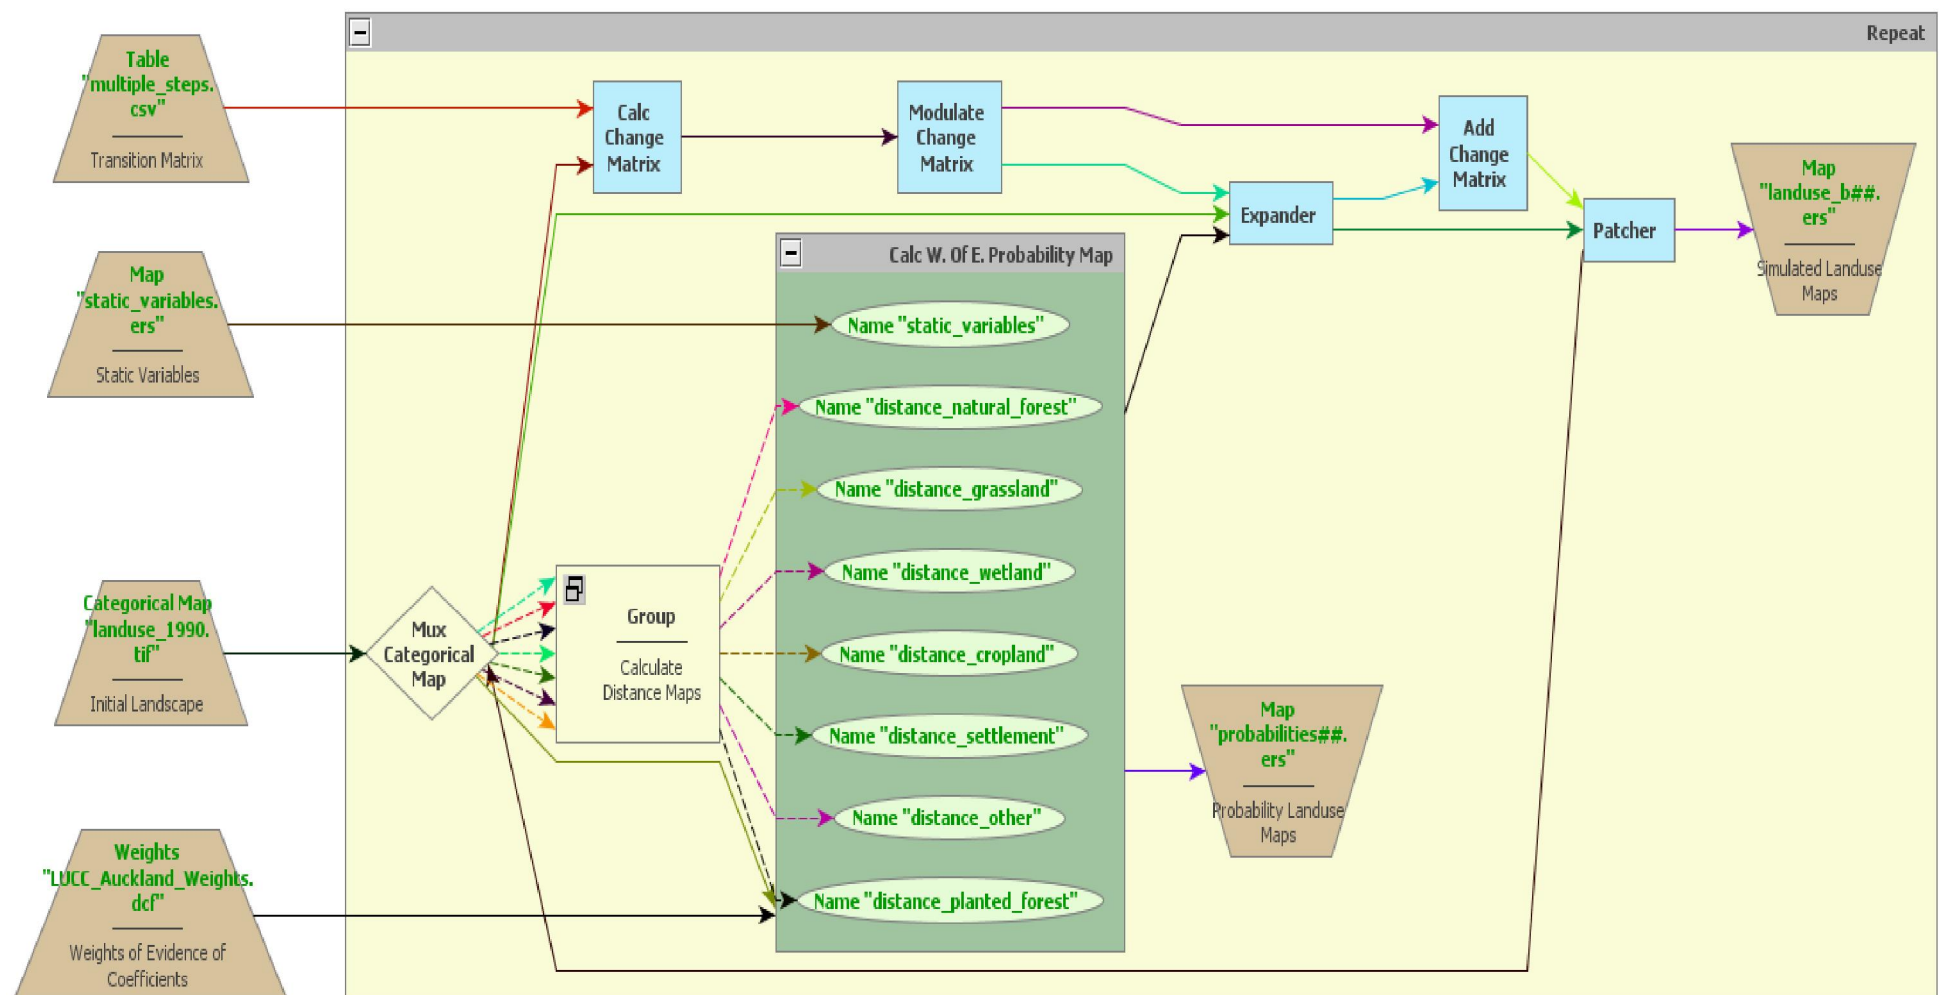 Repeat
Table
"multiple_steps.
csv"
Transition Matrix
Calc
Change
Matrix
Modulate
Change
Matrix
Add
Change
Matrix
Expander
Patcher
Map
"landuse_b##.
ers"
Simulated Landuse
Maps
Map
"static_variables.
ers"
Static Variables
Calc W. Of E. Probability Map
Name "static_variables"
Name "distance_natural_forest"
Name "distance_grassland"
Name "distance_wetland"
Name "distance_cropland"
Name "distance_settlement"
Name "distance_other"
Name "distance_planted_forest"
Categorical Map
"landuse_1990.
tif"
Initial Landscape
Mux
Categorical
Map
Group
Calculate
Distance Maps
Map
"probabilities##.
ers"
Probability Landuse
Maps
Weights
"LUCC_Auckland_Weights.
dcf"
Weights of Evidence of
Coefficients